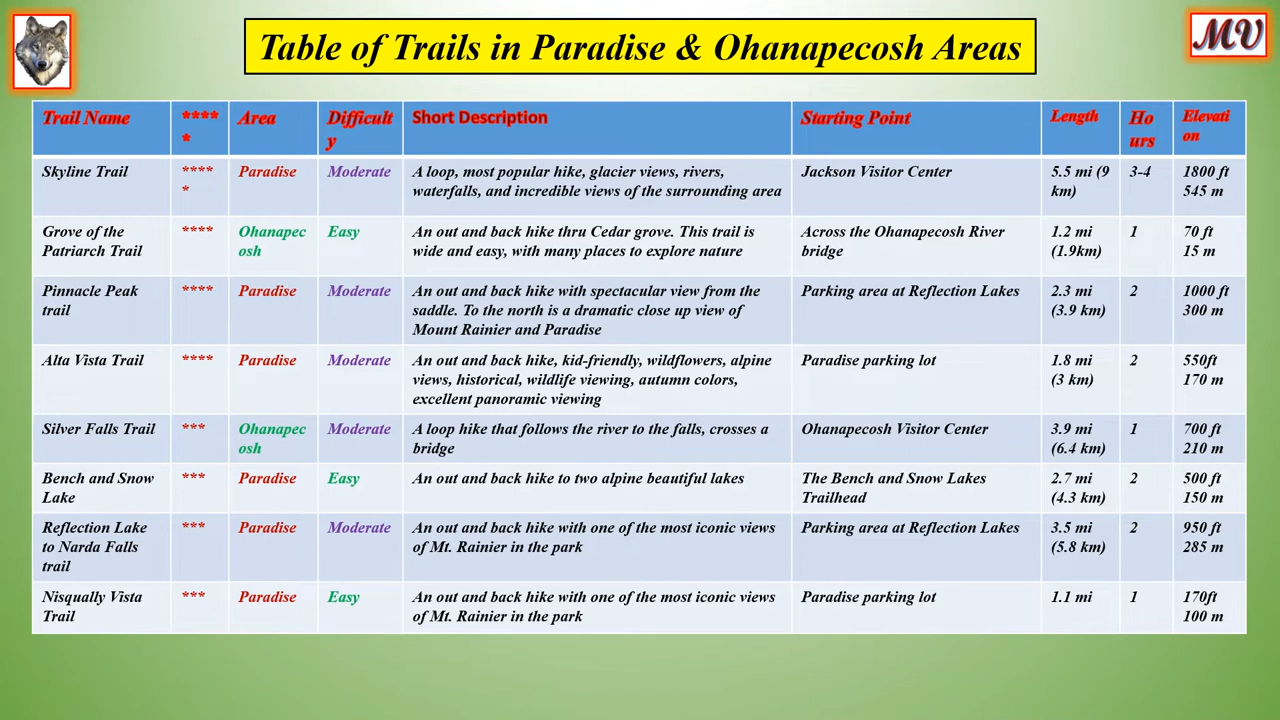 Table of Trails in Paradise & Ohanapecosh Areas
MV
Trail Name
****
*
Area
Difficult
y
Short Description
Starting Point
Length
Ho
urs
Elevati
on
Skyline Trail
****
*
Paradise
Moderate
A loop, most popular hike, glacier views, rivers,
waterfalls, and incredible views of the surrounding area
Jackson Visitor Center
5.5 mi (9
km)
3-4
1800 ft
545 m
Grove of the
Patriarch Trail
****
Ohanapec
osh
Easy
An out and back hike thru Cedar grove. This trail is
wide and easy, with many places to explore nature
Across the Ohanapecosh River
bridge
1.2 mi
(1.9km)
1
70 ft
15 m
Pinnacle Peak
trail
****
Paradise
Moderate
An out and back hike with spectacular view from the
saddle. To the north is a dramatic close up view of
Mount Rainier and Paradise
Parking area at Reflection Lakes
2.3 mi
(3.9 km)
2
1000 ft
300 m
Alta Vista Trail
****
Paradise
Moderate
An out and back hike, kid-friendly, wildflowers, alpine
views, historical, wildlife viewing, autumn colors,
excellent panoramic viewing
Paradise parking lot
1.8 mi
(3 km)
2
550ft
170 m
Silver Falls Trail
***
Ohanapec
osh
Moderate
A loop hike that follows the river to the falls, crosses a
bridge
Ohanapecosh Visitor Center
3.9 mi
(6.4 km)
1
700 ft
210 m
Bench and Snow
Lake
***
Paradise
Easy
An out and back hike to two alpine beautiful lakes
The Bench and Snow Lakes
Trailhead
2.7 mi
(4.3 km)
2
500 ft
150 m
Reflection Lake
to Narda Falls
trail
***
Paradise
Moderate
An out and back hike with one of the most iconic views
of Mt. Rainier in the park
Parking area at Reflection Lakes
3.5 mi
(5.8 km)
2
950 ft
285 m
Nisqually Vista
Trail
***
Paradise
Easy
An out and back hike with one of the most iconic views
of Mt. Rainier in the park
Paradise parking lot
1.1 mi
1
170ft
100 m